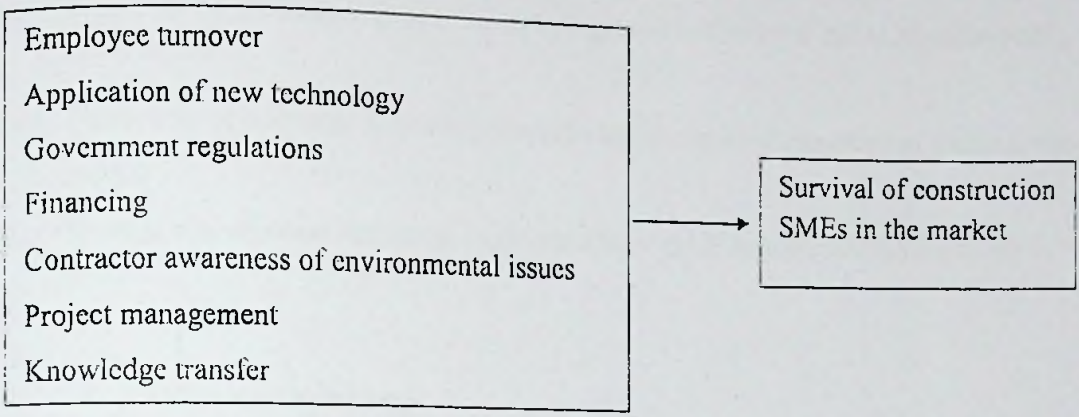 Employee turnover
Application of new technology
Government regulations
Financing
Contractor awareness of environmental issues
Project management
Knowledge transfer
Survival of construction
SMEs in the market